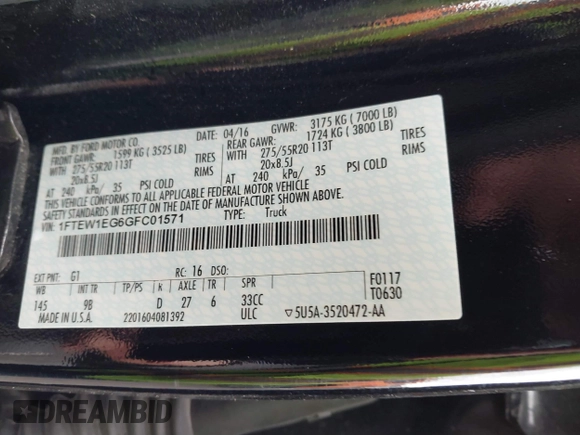 MFD. BY FORD MOTOR CO. DATE: 04/16 GVWR: 3175 KG ( 7000 LB)
FRONT GAWR: 1599 KG ( 3525 LB) REAR GAWR: 1724 KG ( 3800 LB)
WITH 275/55R20 113T TIRES WITH 275/55R20 113T TIRES
20x8.5J RIMS 20x8.5J RIMS
AT 240 kPa/ 35 PSI COLD AT 240 kPa/ 35 PSI COLD
THIS VEHICLE CONFORMS TO ALL APPLICABLE FEDERAL MOTOR VEHICLE
SAFETY STANDARDS IN EFFECT ON THE DATE OF MANUFACTURE SHOWN ABOVE.
VIN: 1FTEW1EG6GFC01571 TYPE: Truck
EXT PNT: G1 RC: 16 DSO: F0117
WB INT TR TP/PS R AXLE TR SPR T0630
145 9B D 27 6 33CC
MADE IN U.S.A. 2201604081392 ULC ▽5U5A-3520472-AA
DREAMBID